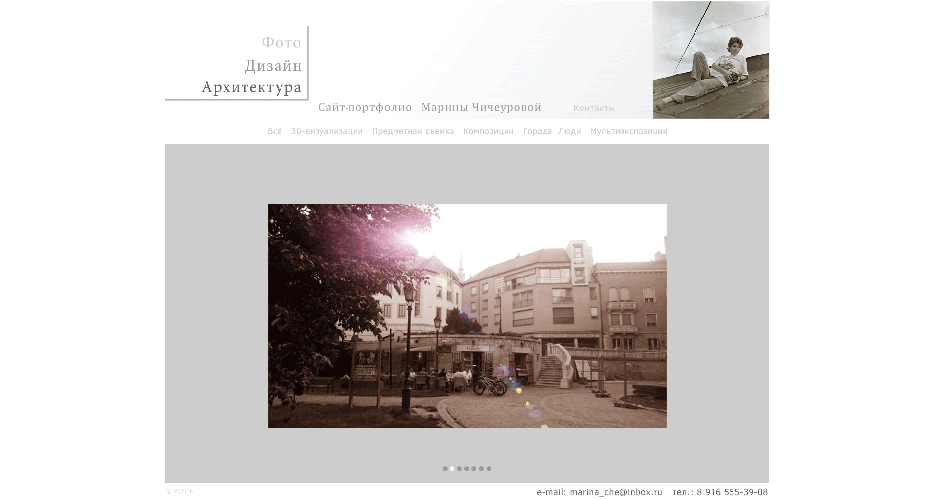 Фото
Дизайн
Архитектура
Сайт-портфолио Марины Чичеуровой Контакты
Всё 3D-визуализации Предметная съемка Композиции Города Люди Мультиэкспозиция
e-mail: marina_che@inbox.ru тел.: 8 916 555-39-08